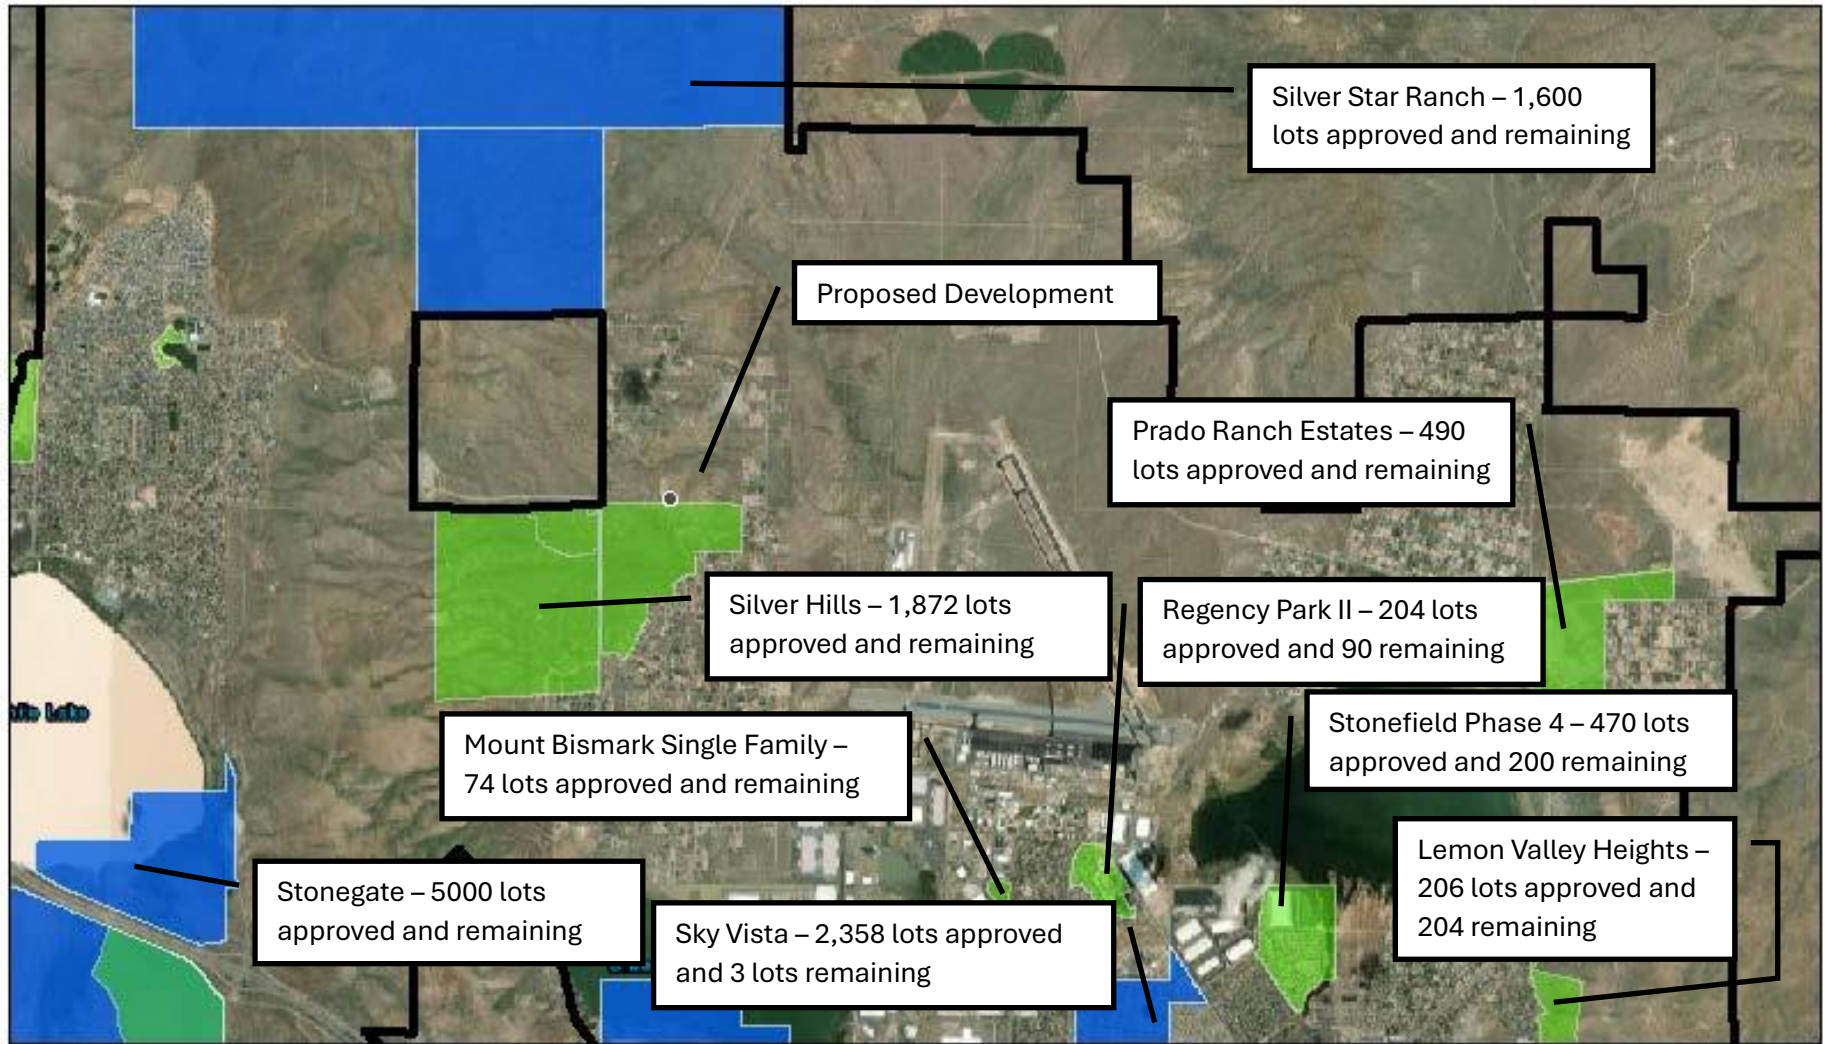 Silver Star Ranch – 1,600
lots approved and remaining
Proposed Development
Prado Ranch Estates – 490
lots approved and remaining
Silver Hills – 1,872 lots
approved and remaining
Regency Park II – 204 lots
approved and 90 remaining
Stonefield Phase 4 – 470 lots
approved and 200 remaining
Mount Bismark Single Family –
74 lots approved and remaining
Lemon Valley Heights –
206 lots approved and
204 remaining
Stonegate – 5000 lots
approved and remaining
Sky Vista – 2,358 lots approved
and 3 lots remaining
Lake